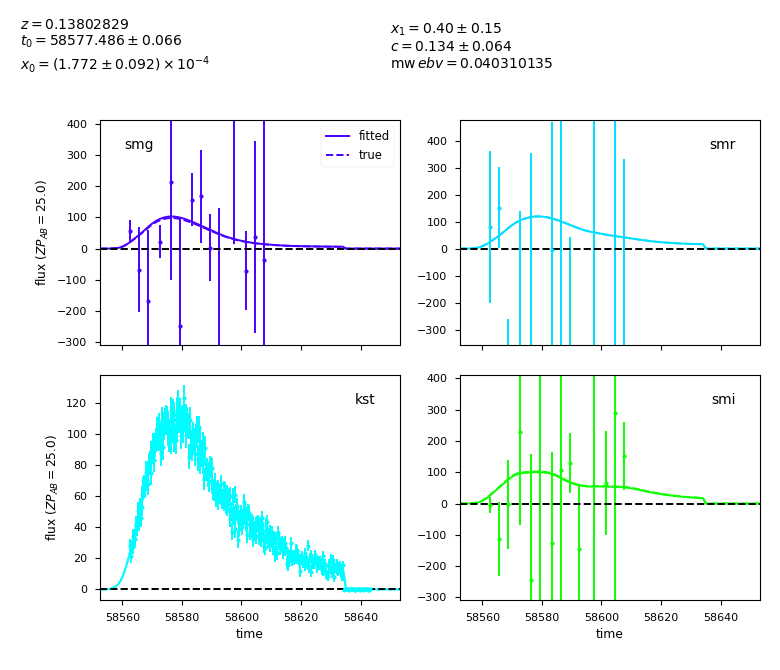 z = 0.13802829
t₀ = 58577.486 ± 0.066
x₀ = (1.772 ± 0.092) × 10⁻⁴
x₁ = 0.40 ± 0.15
c = 0.134 ± 0.064
mw ebv = 0.040310135
smg
fitted
true
400
300
200
100
0
−100
−200
−300
flux (ZP_AB = 25.0)
smr
400
300
200
100
0
−100
−200
−300
kst
120
100
80
60
40
20
0
flux (ZP_AB = 25.0)
58560 58580 58600 58620 58640
time
smi
400
300
200
100
0
−100
−200
−300
58560 58580 58600 58620 58640
time